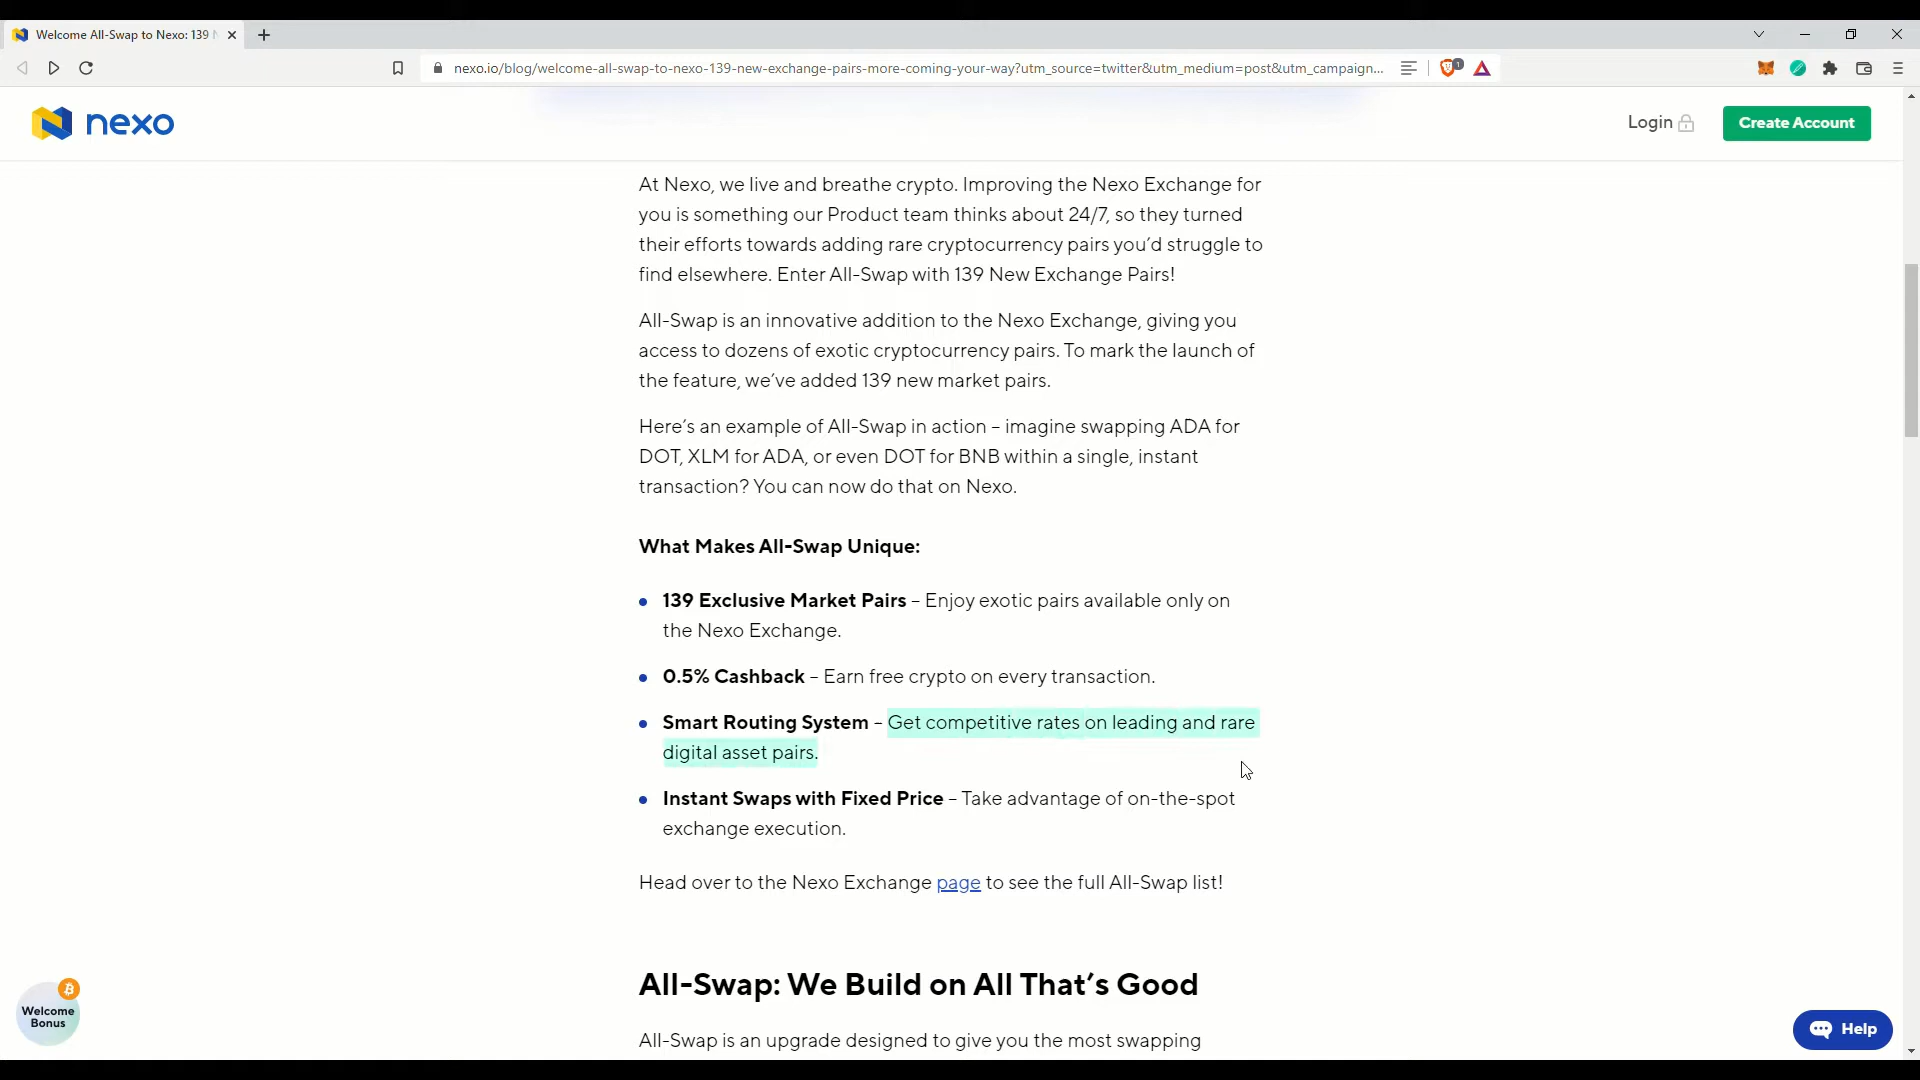 Welcome All-Swap to Nexo: 139
nexo.io/blog/welcome-all-swap-to-nexo-139-new-exchange-pairs-more-coming-your-way?utm_source=twitter&utm_medium=post&utm_campaign...
1
nexo
Login
Create Account
At Nexo, we live and breathe crypto. Improving the Nexo Exchange for
you is something our Product team thinks about 24/7, so they turned
their efforts towards adding rare cryptocurrency pairs you’d struggle to
find elsewhere. Enter All-Swap with 139 New Exchange Pairs!
All-Swap is an innovative addition to the Nexo Exchange, giving you
access to dozens of exotic cryptocurrency pairs. To mark the launch of
the feature, we’ve added 139 new market pairs.
Here’s an example of All-Swap in action – imagine swapping ADA for
DOT, XLM for ADA, or even DOT for BNB within a single, instant
transaction? You can now do that on Nexo.
What Makes All-Swap Unique:
• 139 Exclusive Market Pairs – Enjoy exotic pairs available only on
the Nexo Exchange.
• 0.5% Cashback – Earn free crypto on every transaction.
• Smart Routing System – Get competitive rates on leading and rare
digital asset pairs.
• Instant Swaps with Fixed Price – Take advantage of on-the-spot
exchange execution.
Head over to the Nexo Exchange page to see the full All-Swap list!
All-Swap: We Build on All That’s Good
All-Swap is an upgrade designed to give you the most swapping
Welcome
Bonus
Help